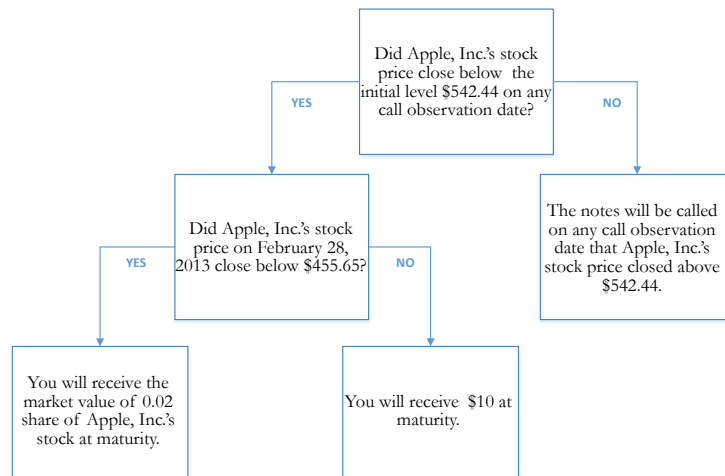 Did Apple, Inc.'s stock
price close below the
initial level $542.44 on any
call observation date?
YES
NO
Did Apple, Inc.'s stock
price on February 28,
2013 close below $455.65?
The notes will be called
on any call observation
date that Apple, Inc.'s
stock price closed above
$542.44.
YES
NO
You will receive the
market value of 0.02
share of Apple, Inc.'s
stock at maturity.
You will receive $10 at
maturity.